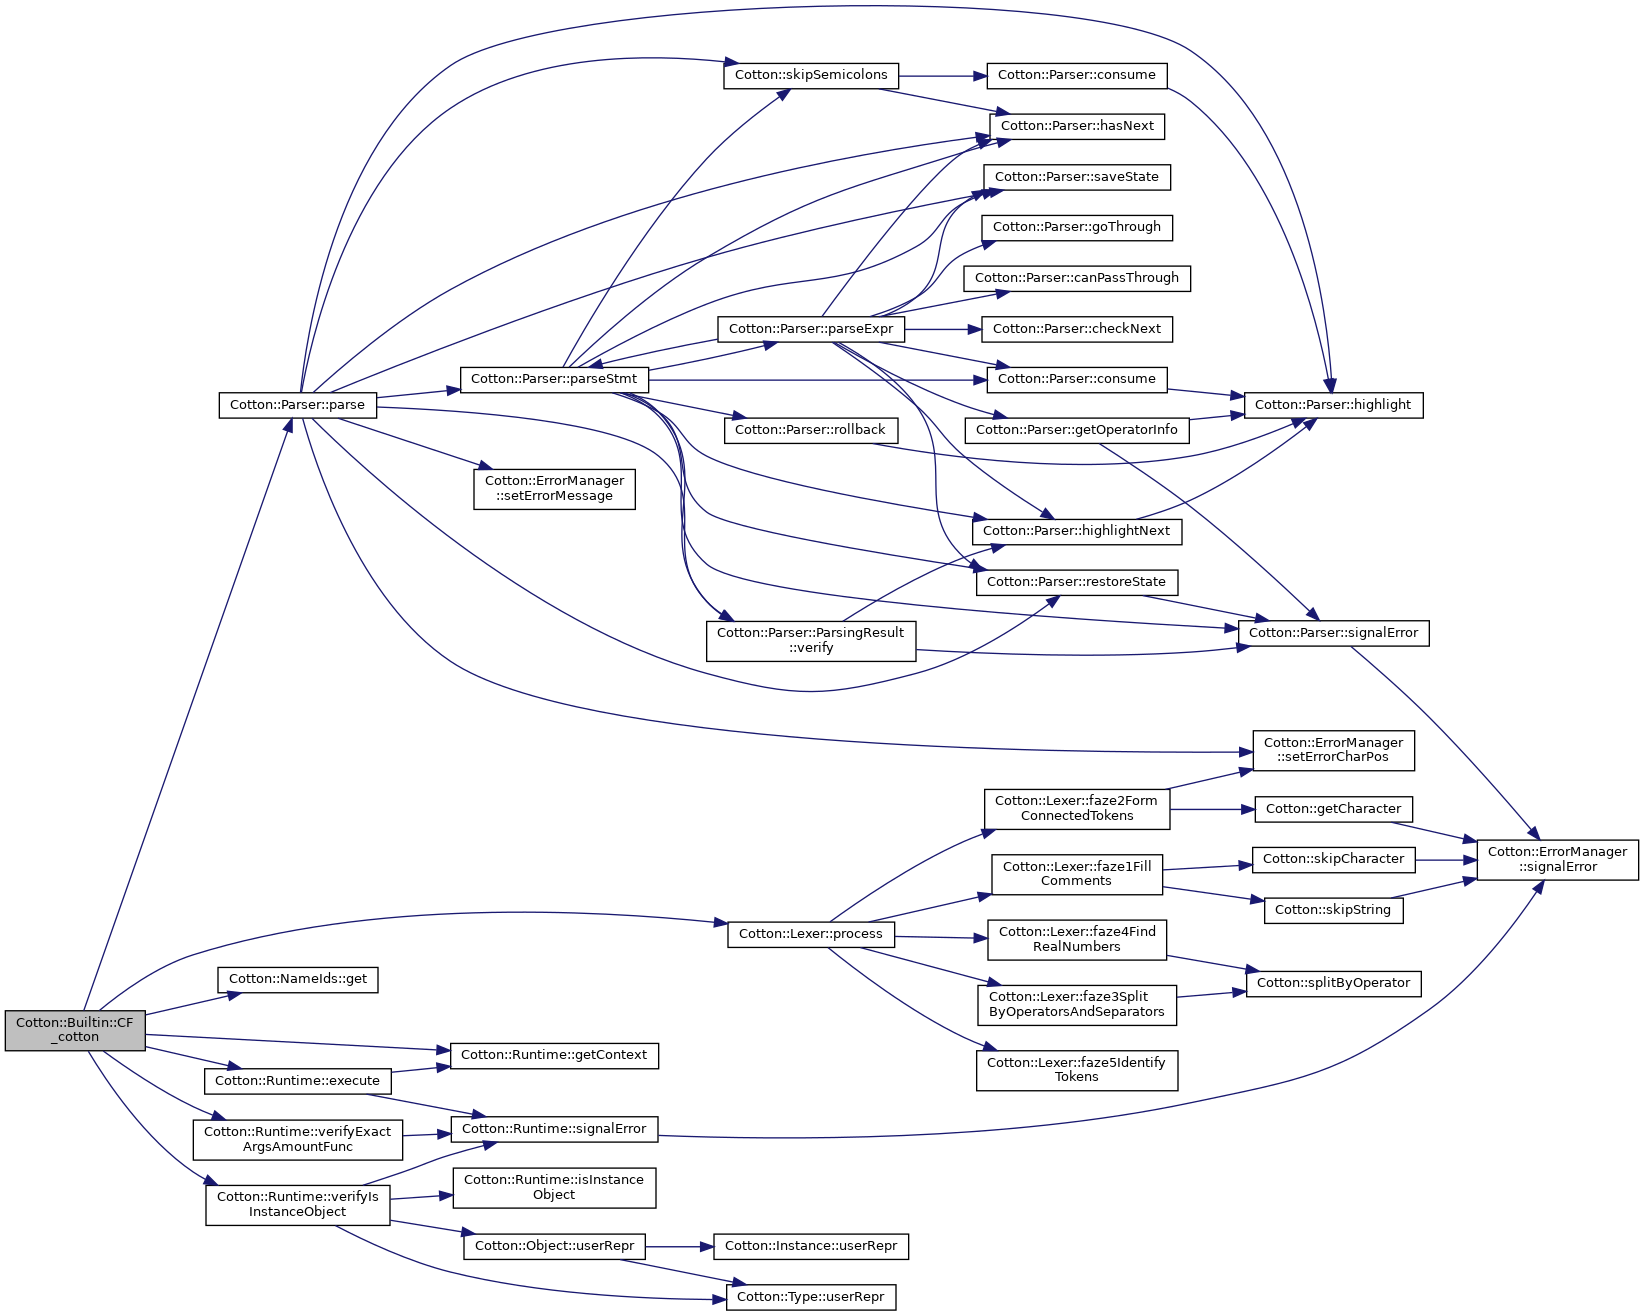 Cotton::skipSemicolons
Cotton::Parser::consume
Cotton::Parser::hasNext
Cotton::Parser::saveState
Cotton::Parser::goThrough
Cotton::Parser::canPassThrough
Cotton::Parser::parseExpr
Cotton::Parser::checkNext
Cotton::Parser::parseStmt
Cotton::Parser::consume
Cotton::Parser::parse
Cotton::Parser::highlight
Cotton::Parser::rollback
Cotton::Parser::getOperatorInfo
Cotton::ErrorManager
::setErrorMessage
Cotton::Parser::highlightNext
Cotton::Parser::restoreState
Cotton::Parser::ParsingResult
::verify
Cotton::Parser::signalError
Cotton::ErrorManager
::setErrorCharPos
Cotton::Lexer::faze2Form
ConnectedTokens
Cotton::getCharacter
Cotton::Lexer::faze1Fill
Comments
Cotton::skipCharacter
Cotton::ErrorManager
::signalError
Cotton::skipString
Cotton::Lexer::process
Cotton::Lexer::faze4Find
RealNumbers
Cotton::NameIds::get
Cotton::splitByOperator
Cotton::Lexer::faze3Split
ByOperatorsAndSeparators
Cotton::Builtin::CF
_cotton
Cotton::Runtime::getContext
Cotton::Lexer::faze5Identify
Tokens
Cotton::Runtime::execute
Cotton::Runtime::verifyExact
ArgsAmountFunc
Cotton::Runtime::signalError
Cotton::Runtime::isInstance
Object
Cotton::Runtime::verifyIs
InstanceObject
Cotton::Object::userRepr
Cotton::Instance::userRepr
Cotton::Type::userRepr